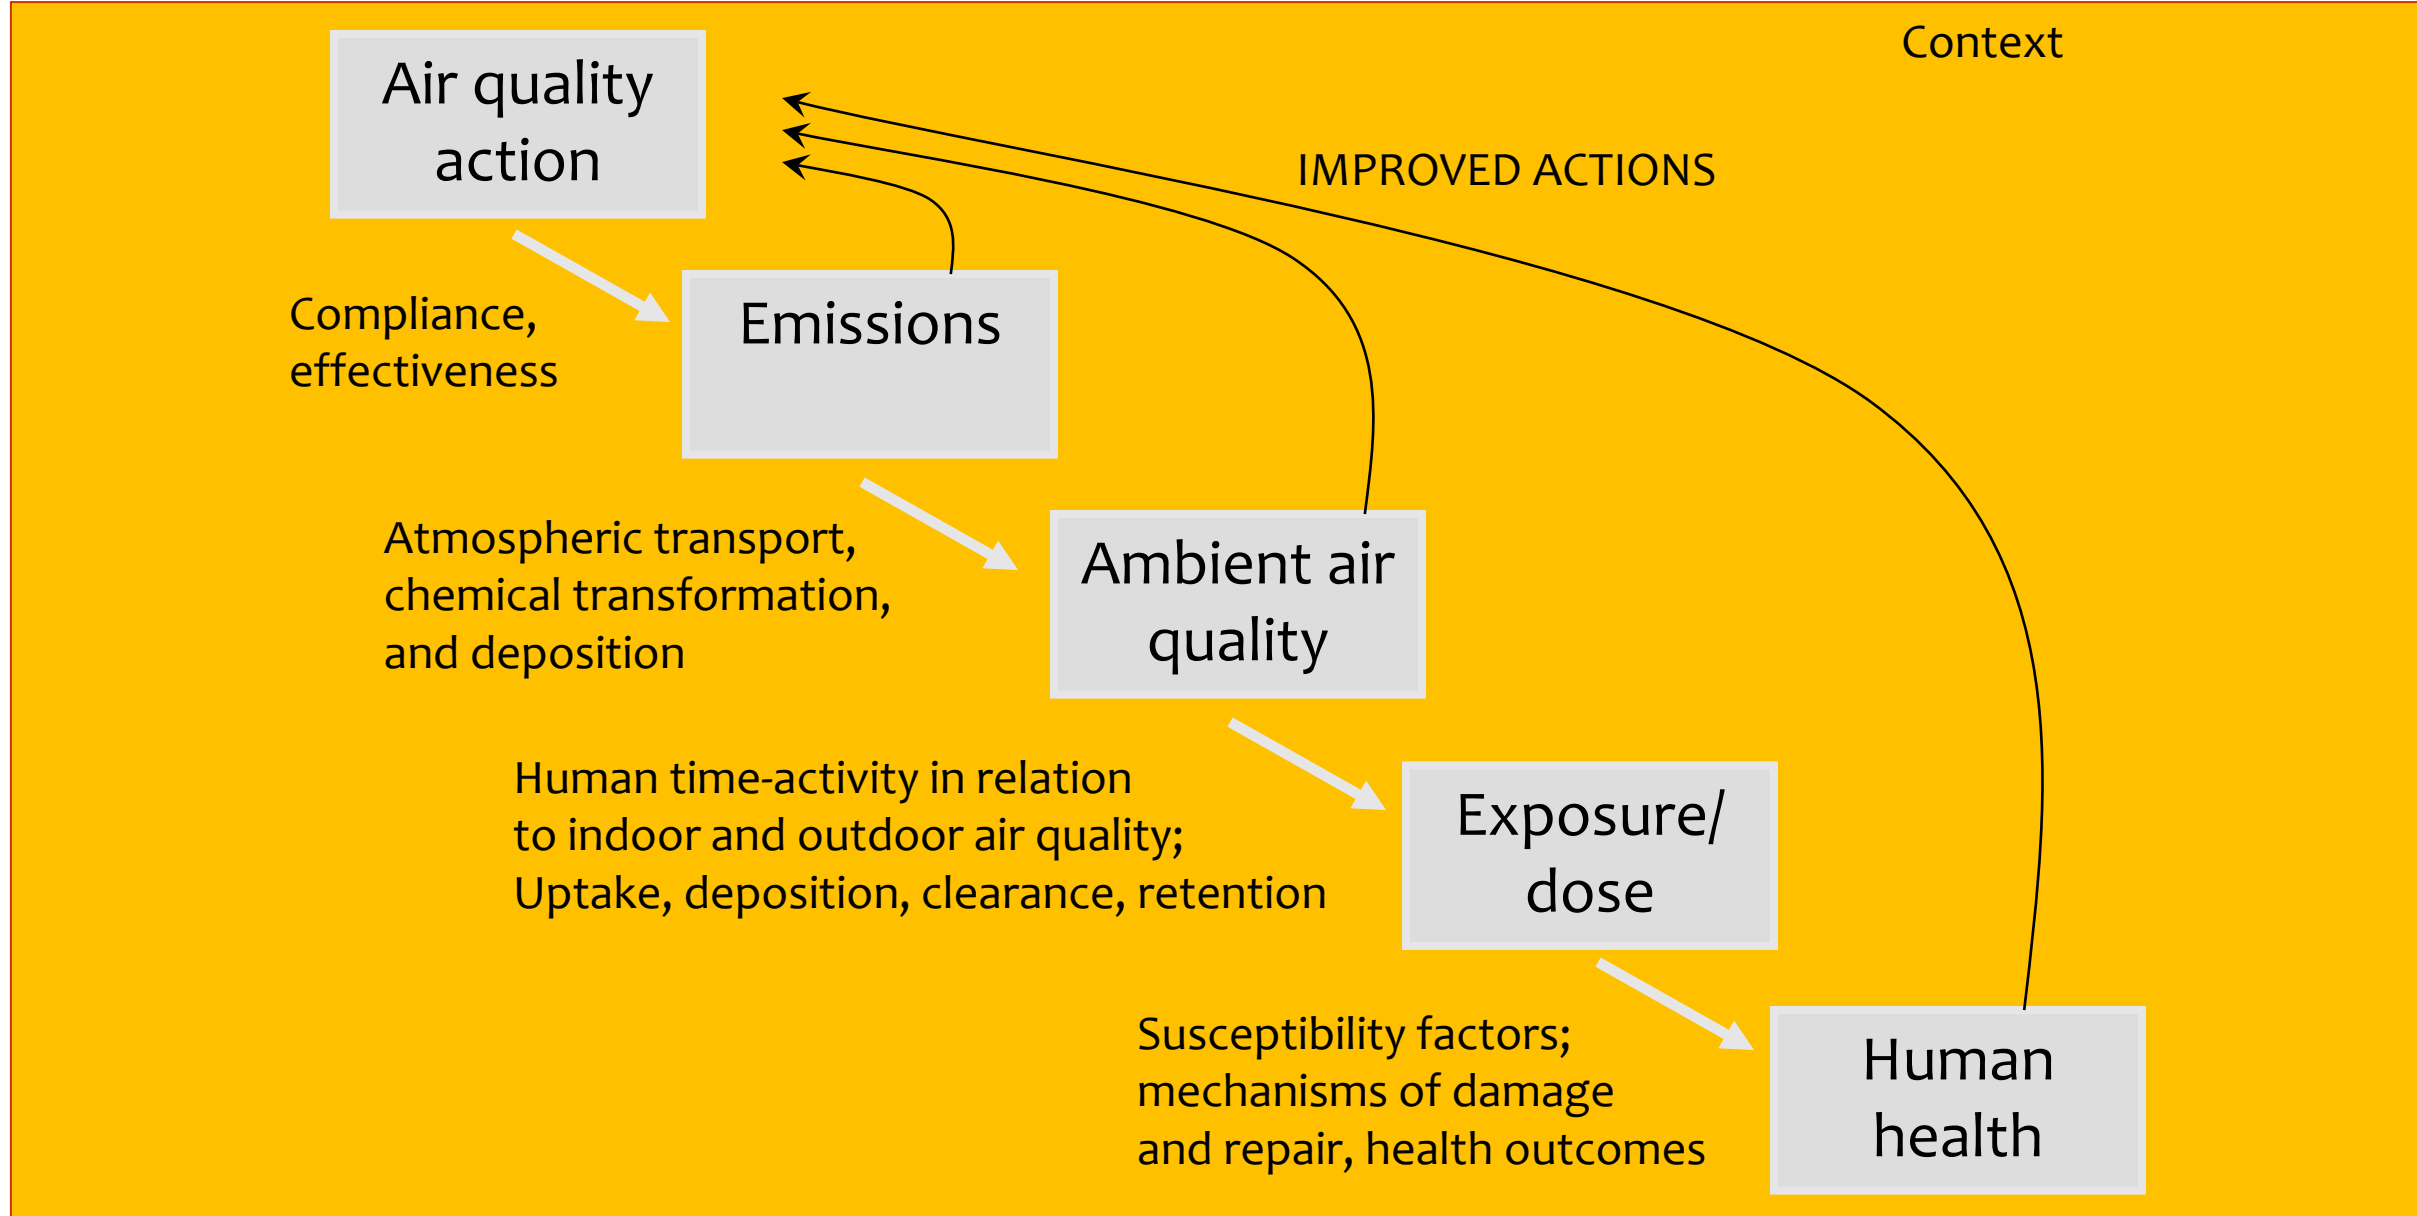 Context
Air quality
action
IMPROVED ACTIONS
Compliance,
effectiveness
Emissions
Atmospheric transport,
chemical transformation,
and deposition
Ambient air
quality
Human time-activity in relation
to indoor and outdoor air quality;
Uptake, deposition, clearance, retention
Exposure/
dose
Susceptibility factors;
mechanisms of damage
and repair, health outcomes
Human
health